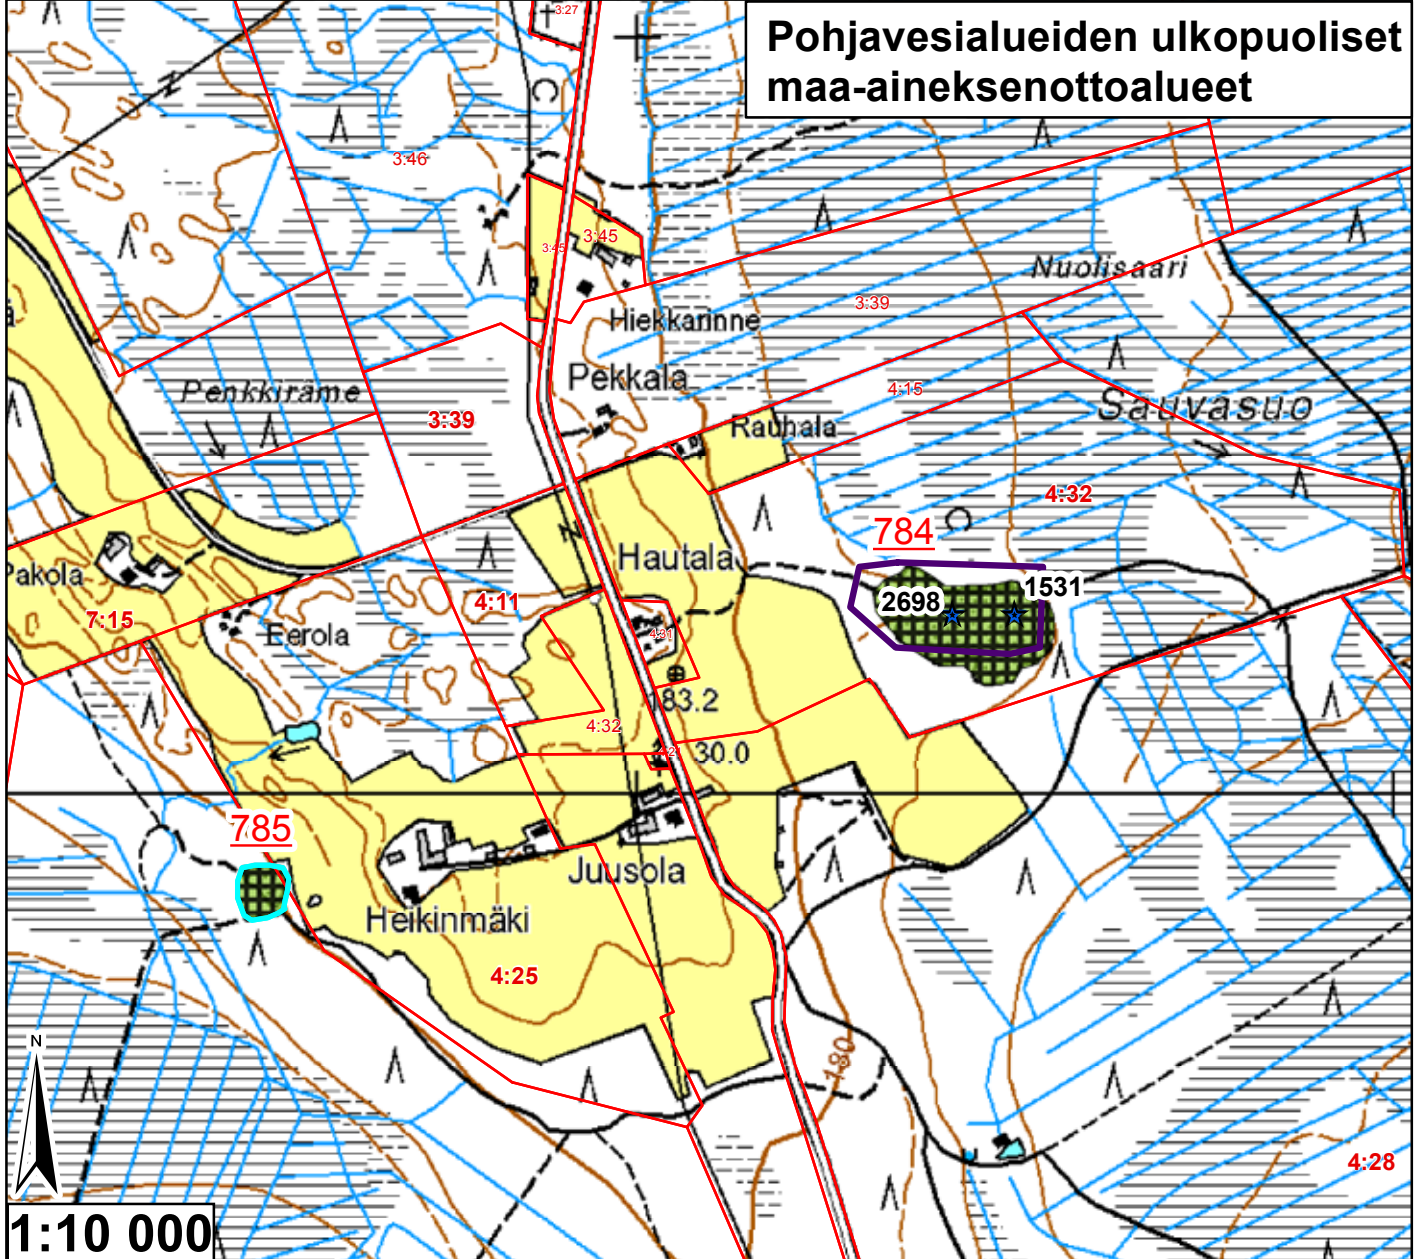 Pohjavesialueiden ulkopuoliset
maa-aineksenottoalueet
3:27
3:46
3:45
3:45
Nuolisaari
3:39
Hiekkarinne
Pekkala
Penkkiräme
4:15
Sauvasuo
3:39
Rauhala
4:32
784
Hautala
Pakola
2698
1531
4:11
7:15
Eerola
4:31
183.2
4:32
30.0
785
Juusola
Heikinmäki
4:25
N
180
4:28
1:10 000